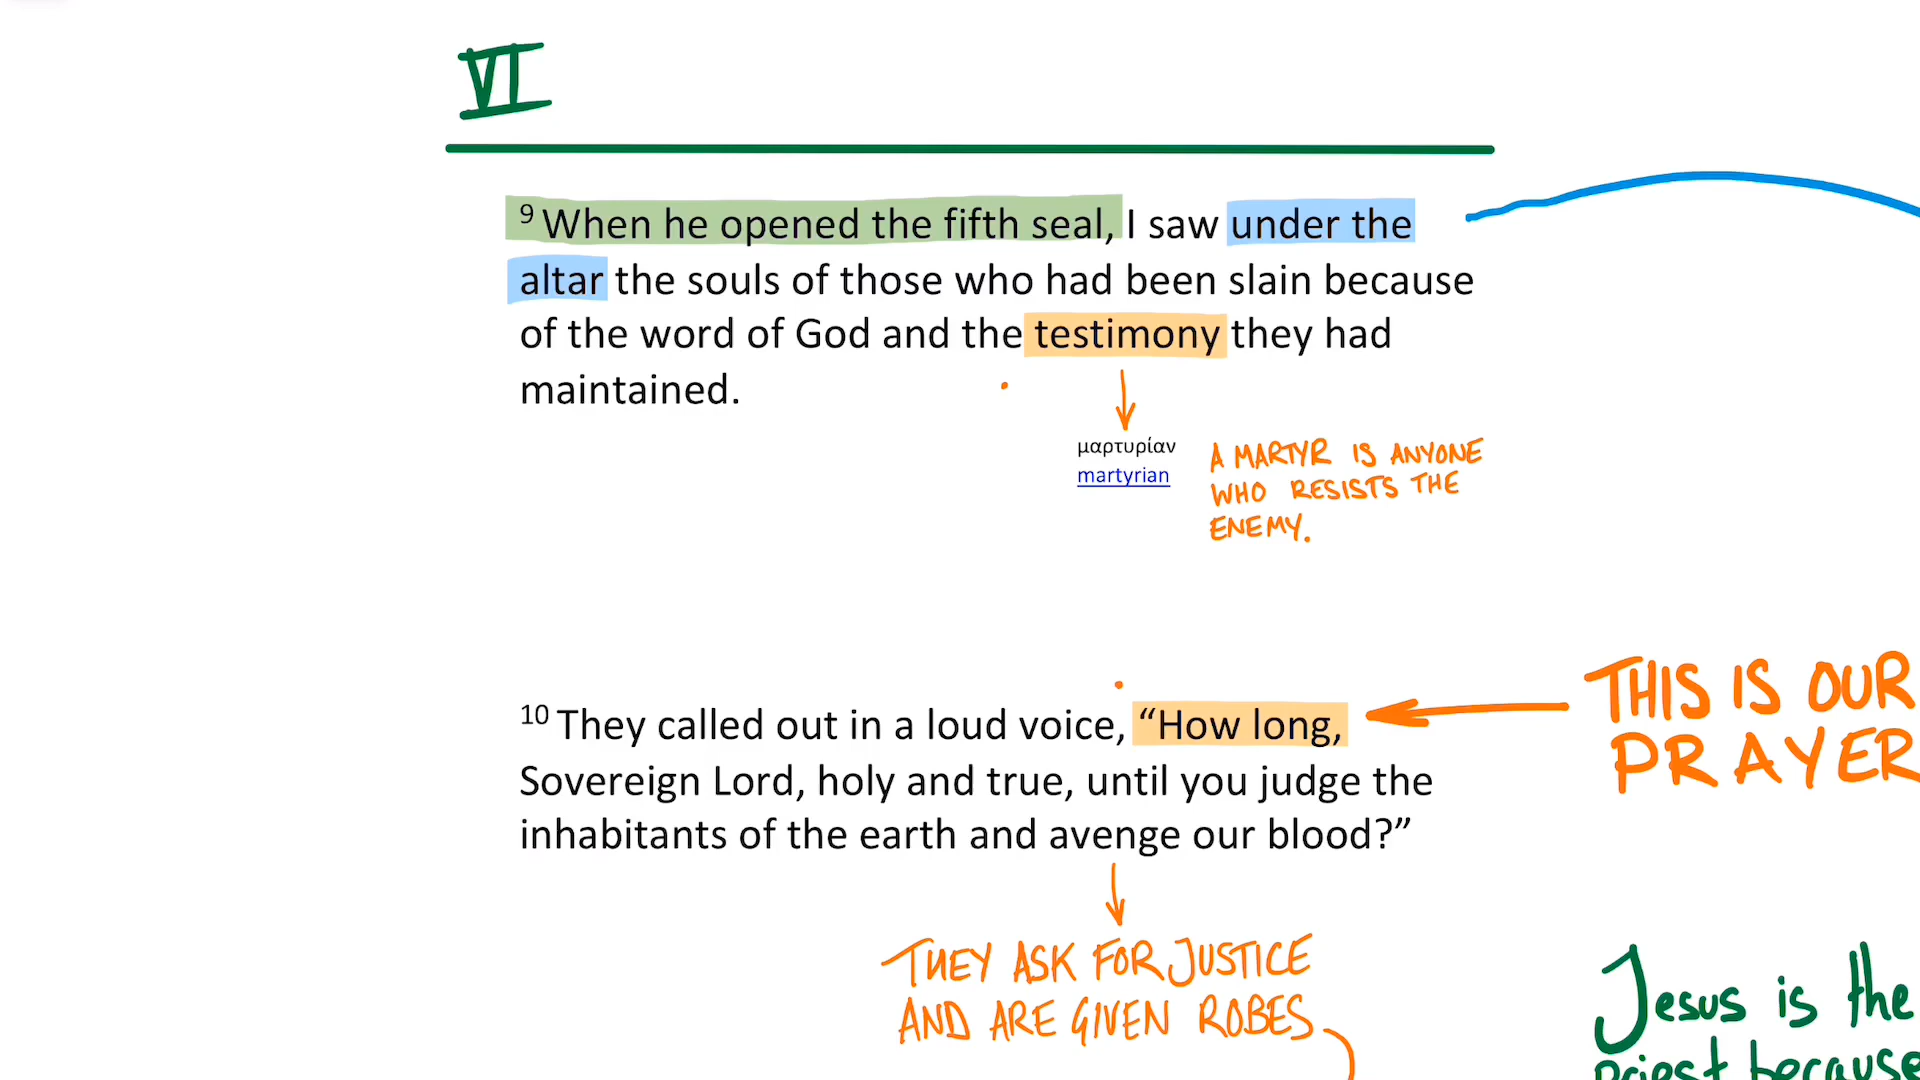 VI
9 When he opened the fifth seal, I saw under the
altar the souls of those who had been slain because
of the word of God and the testimony they had
maintained.
μαρτυρίαν
martyrian
A MARTYR IS ANYONE
WHO RESISTS THE
ENEMY.
10 They called out in a loud voice, “How long,
Sovereign Lord, holy and true, until you judge the
inhabitants of the earth and avenge our blood?”
THIS IS OUR
PRAYER
THEY ASK FOR JUSTICE
AND ARE GIVEN ROBES
Jesus is the
priest because